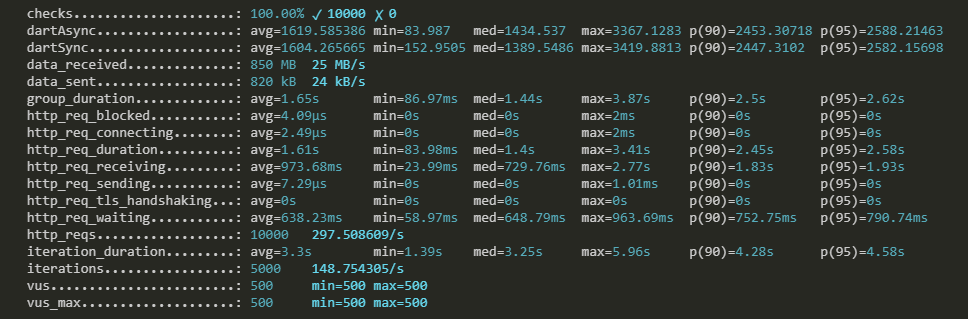 checks.....................: 100.00% ✓ 10000 ✗ 0
dartAsync..................: avg=1619.585386 min=83.987   med=1434.537  max=3367.1283 p(90)=2453.30718 p(95)=2588.21463
dartSync...................: avg=1604.265665 min=152.9505 med=1389.5486 max=3419.8813 p(90)=2447.3102  p(95)=2582.15698
data_received..............: 850 MB  25 MB/s
data_sent..................: 820 kB  24 kB/s
group_duration.............: avg=1.65s       min=86.97ms  med=1.44s     max=3.87s     p(90)=2.5s       p(95)=2.62s
http_req_blocked...........: avg=4.09µs      min=0s       med=0s        max=2ms       p(90)=0s         p(95)=0s
http_req_connecting........: avg=2.49µs      min=0s       med=0s        max=2ms       p(90)=0s         p(95)=0s
http_req_duration..........: avg=1.61s       min=83.98ms  med=1.4s      max=3.41s     p(90)=2.45s      p(95)=2.58s
http_req_receiving.........: avg=973.68ms    min=23.99ms  med=729.76ms  max=2.77s     p(90)=1.83s      p(95)=1.93s
http_req_sending...........: avg=7.29µs      min=0s       med=0s        max=1.01ms    p(90)=0s         p(95)=0s
http_req_tls_handshaking...: avg=0s          min=0s       med=0s        max=0s        p(90)=0s         p(95)=0s
http_req_waiting...........: avg=638.23ms    min=58.97ms  med=648.79ms  max=963.69ms  p(90)=752.75ms   p(95)=790.74ms
http_reqs..................: 10000   297.508609/s
iteration_duration.........: avg=3.3s        min=1.39s    med=3.25s     max=5.96s     p(90)=4.28s      p(95)=4.58s
iterations.................: 5000    148.754305/s
vus........................: 500     min=500 max=500
vus_max....................: 500     min=500 max=500